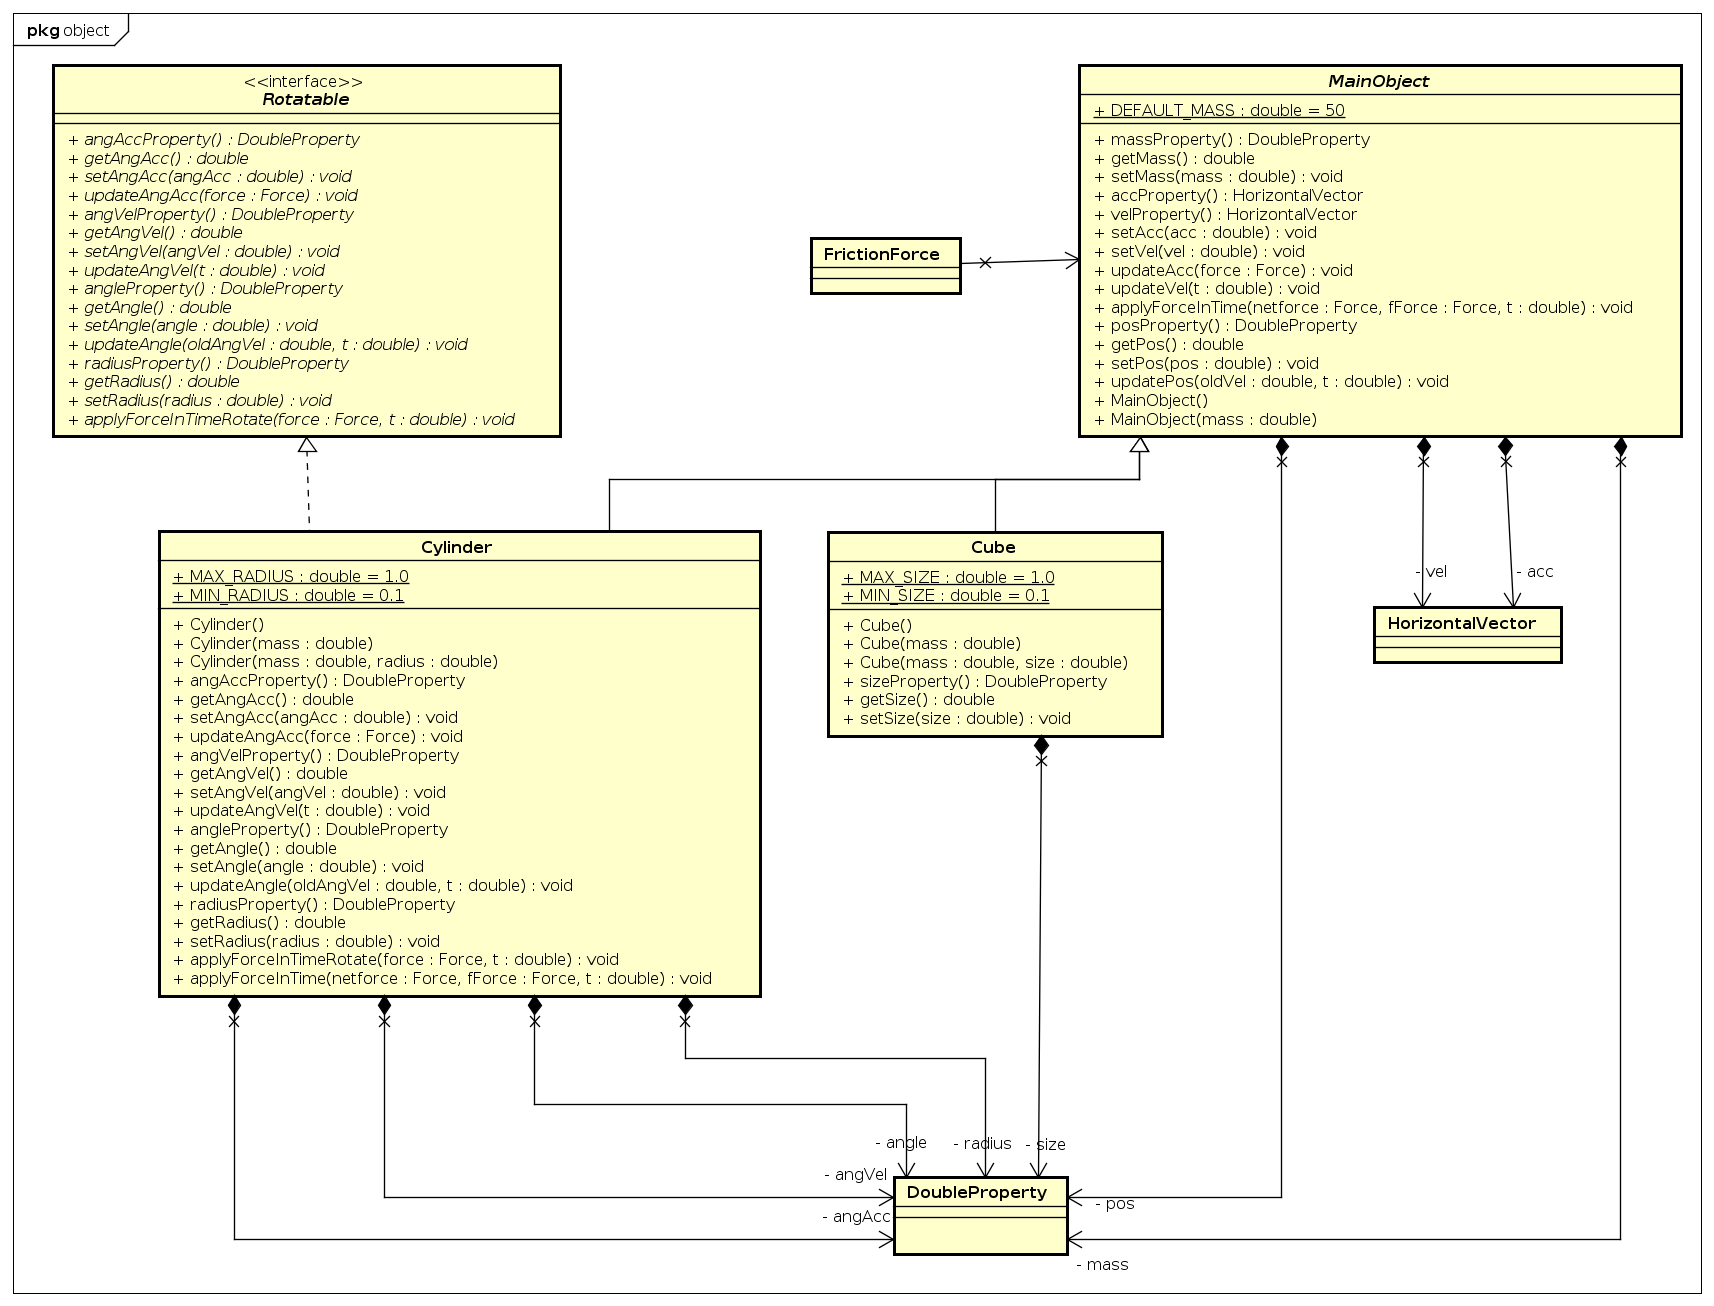 pkg object
<<interface>>
Rotatable
+ angAccProperty() : DoubleProperty
+ getAngAcc() : double
+ setAngAcc(angAcc : double) : void
+ updateAngAcc(force : Force) : void
+ angVelProperty() : DoubleProperty
+ getAngVel() : double
+ setAngVel(angVel : double) : void
+ updateAngVel(t : double) : void
+ angleProperty() : DoubleProperty
+ getAngle() : double
+ setAngle(angle : double) : void
+ updateAngle(oldAngVel : double, t : double) : void
+ radiusProperty() : DoubleProperty
+ getRadius() : double
+ setRadius(radius : double) : void
+ applyForceInTimeRotate(force : Force, t : double) : void
MainObject
+ DEFAULT_MASS : double = 50
+ massProperty() : DoubleProperty
+ getMass() : double
+ setMass(mass : double) : void
+ accProperty() : HorizontalVector
+ velProperty() : HorizontalVector
+ setAcc(acc : double) : void
+ setVel(vel : double) : void
+ updateAcc(force : Force) : void
+ updateVel(t : double) : void
+ applyForceInTime(netforce : Force, fForce : Force, t : double) : void
+ posProperty() : DoubleProperty
+ getPos() : double
+ setPos(pos : double) : void
+ updatePos(oldVel : double, t : double) : void
+ MainObject()
+ MainObject(mass : double)
FrictionForce
Cylinder
+ MAX_RADIUS : double = 1.0
+ MIN_RADIUS : double = 0.1
+ Cylinder()
+ Cylinder(mass : double)
+ Cylinder(mass : double, radius : double)
+ angAccProperty() : DoubleProperty
+ getAngAcc() : double
+ setAngAcc(angAcc : double) : void
+ updateAngAcc(force : Force) : void
+ angVelProperty() : DoubleProperty
+ getAngVel() : double
+ setAngVel(angVel : double) : void
+ updateAngVel(t : double) : void
+ angleProperty() : DoubleProperty
+ getAngle() : double
+ setAngle(angle : double) : void
+ updateAngle(oldAngVel : double, t : double) : void
+ radiusProperty() : DoubleProperty
+ getRadius() : double
+ setRadius(radius : double) : void
+ applyForceInTimeRotate(force : Force, t : double) : void
+ applyForceInTime(netforce : Force, fForce : Force, t : double) : void
Cube
+ MAX_SIZE : double = 1.0
+ MIN_SIZE : double = 0.1
+ Cube()
+ Cube(mass : double)
+ Cube(mass : double, size : double)
+ sizeProperty() : DoubleProperty
+ getSize() : double
+ setSize(size : double) : void
- vel
- acc
HorizontalVector
- angle
- radius
- size
- angVel
DoubleProperty
- pos
- angAcc
- mass